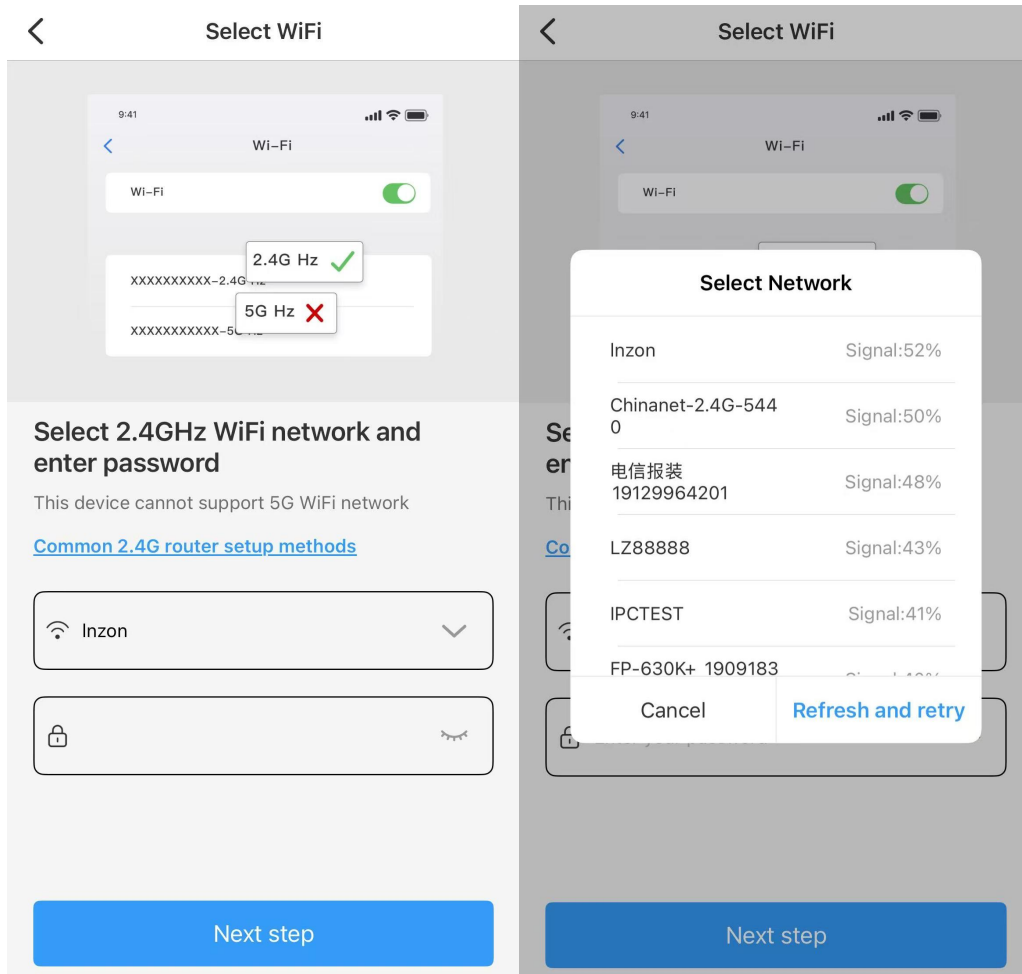 Select WiFi
9:41
Wi-Fi
Wi-Fi
2.4G Hz
XXXXXXXXXX-2.4G
5G Hz
XXXXXXXXXXX-5G
Select 2.4GHz WiFi network and
enter password
This device cannot support 5G WiFi network
Common 2.4G router setup methods
Inzon
Next step
Select WiFi
9:41
Wi-Fi
Wi-Fi
Select Network
Inzon Signal:52%
Chinanet-2.4G-544
0 Signal:50%
电信报装
19129964201 Signal:48%
LZ88888 Signal:43%
IPCTEST Signal:41%
FP-630K+ 1909183
Cancel Refresh and retry
Next step